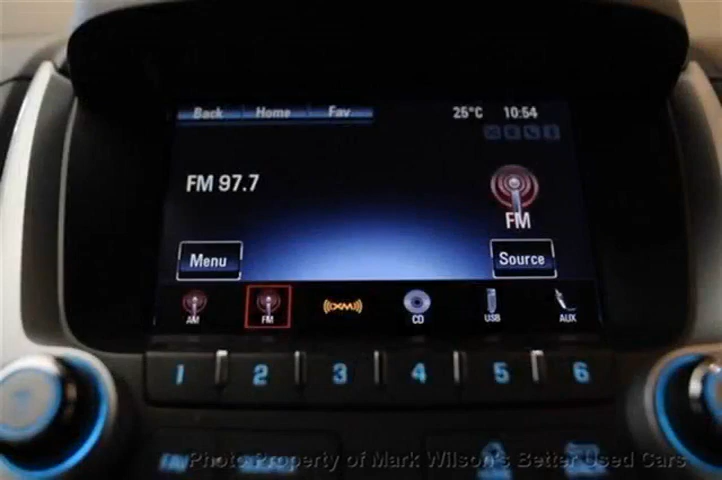 Back Home Fav 25°C 10:54
FM 97.7
FM
Menu Source
AM FM XM CD USB AUX
1 2 3 4 5 6
Photo Property of Mark Wilson's Better Used Cars